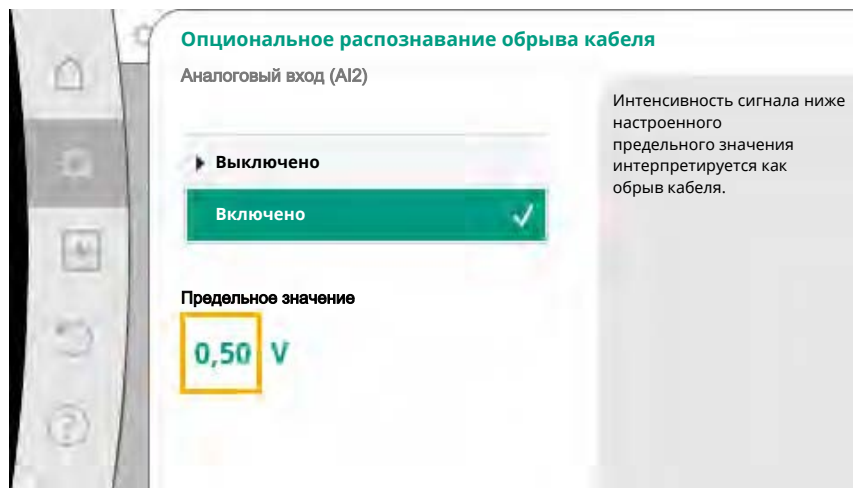 Опциональное распознавание обрыва кабеля
Аналоговый вход (AI2)
Выключено
Включено
Предельное значение
0,50 V
Интенсивность сигнала ниже
настроенного
предельного значения
интерпретируется как
обрыв кабеля.